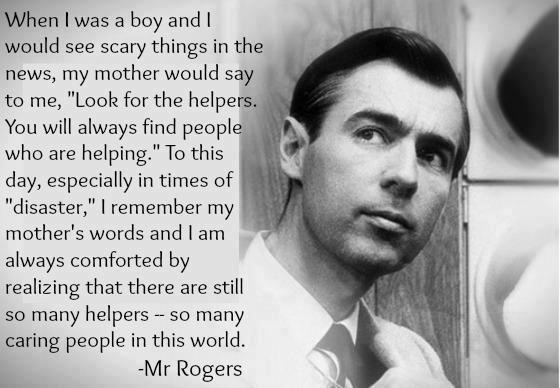 When I was a boy and I
would see scary things in the
news, my mother would say
to me, "Look for the helpers.
You will always find people
who are helping." To this
day, especially in times of
"disaster," I remember my
mother's words and I am
always comforted by
realizing that there are still
so many helpers -- so many
caring people in this world.
-Mr Rogers